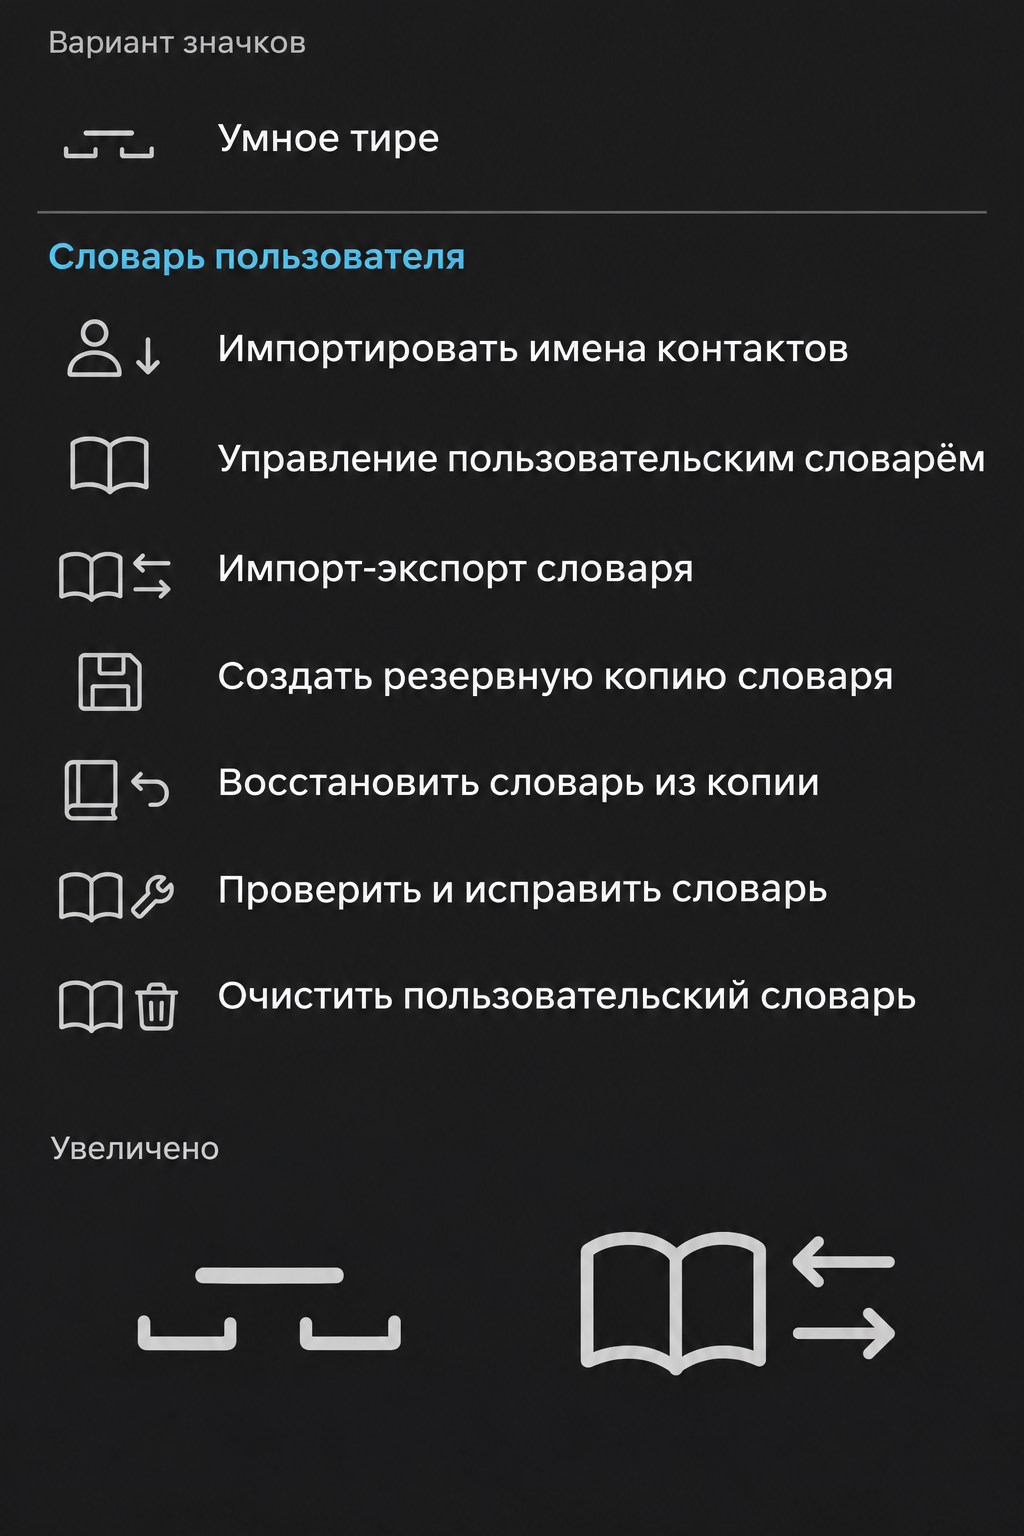 Вариант значков
Умное тире
Словарь пользователя
Импортировать имена контактов
Управление пользовательским словарём
Импорт-экспорт словаря
Создать резервную копию словаря
Восстановить словарь из копии
Проверить и исправить словарь
Очистить пользовательский словарь
Увеличено